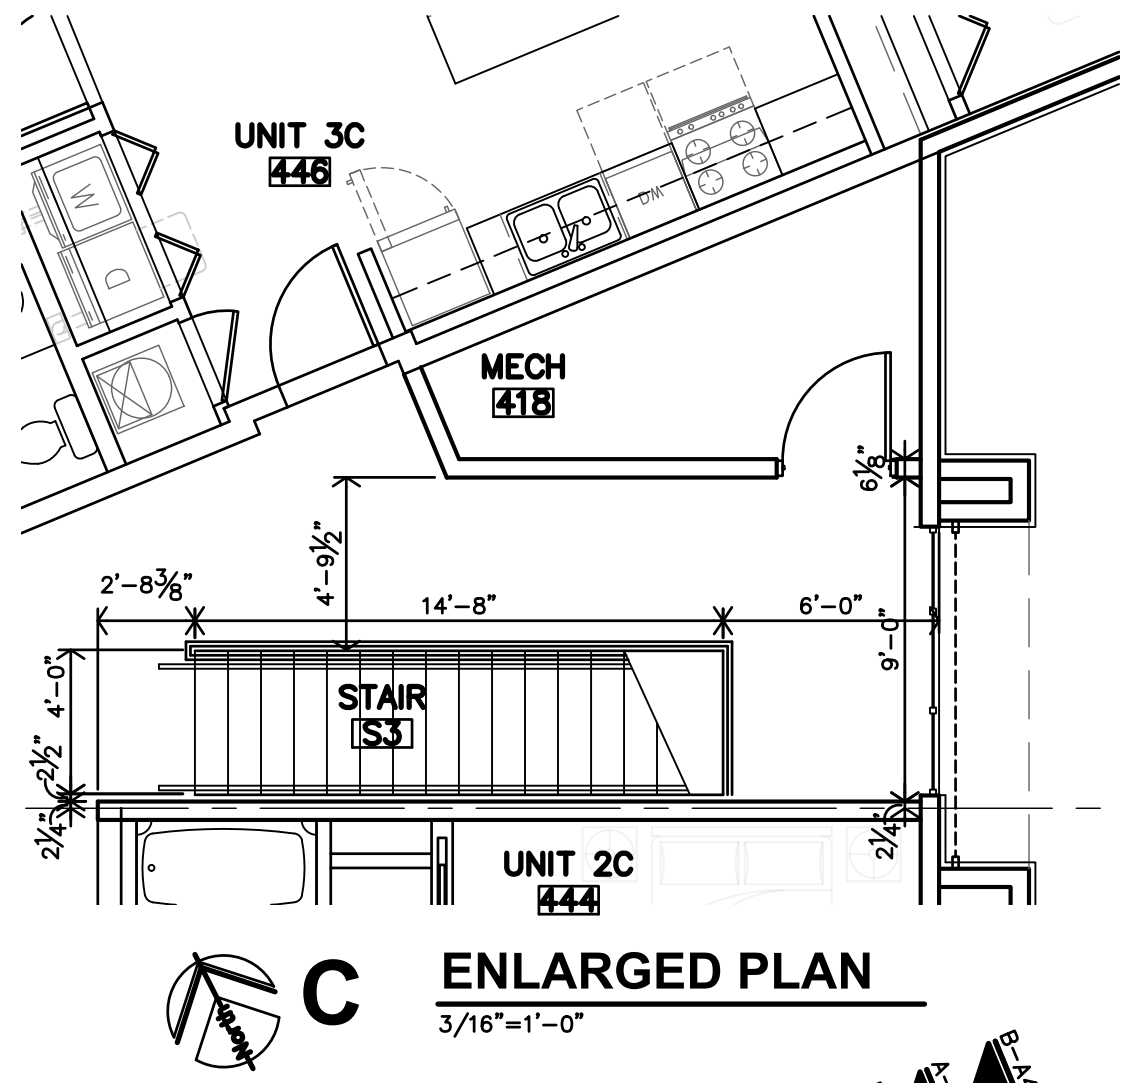 UNIT 3C
446
W
DW
D
MECH
418
6⅛"
4'-9½"
2'-8⅜"
14'-8"
6'-0"
9'-0"
4'-0"
STAIR
S3
2½"
2¼"
2¼"
UNIT 2C
444
North
C
ENLARGED PLAN
3/16"=1'-0"
B-A4
A-